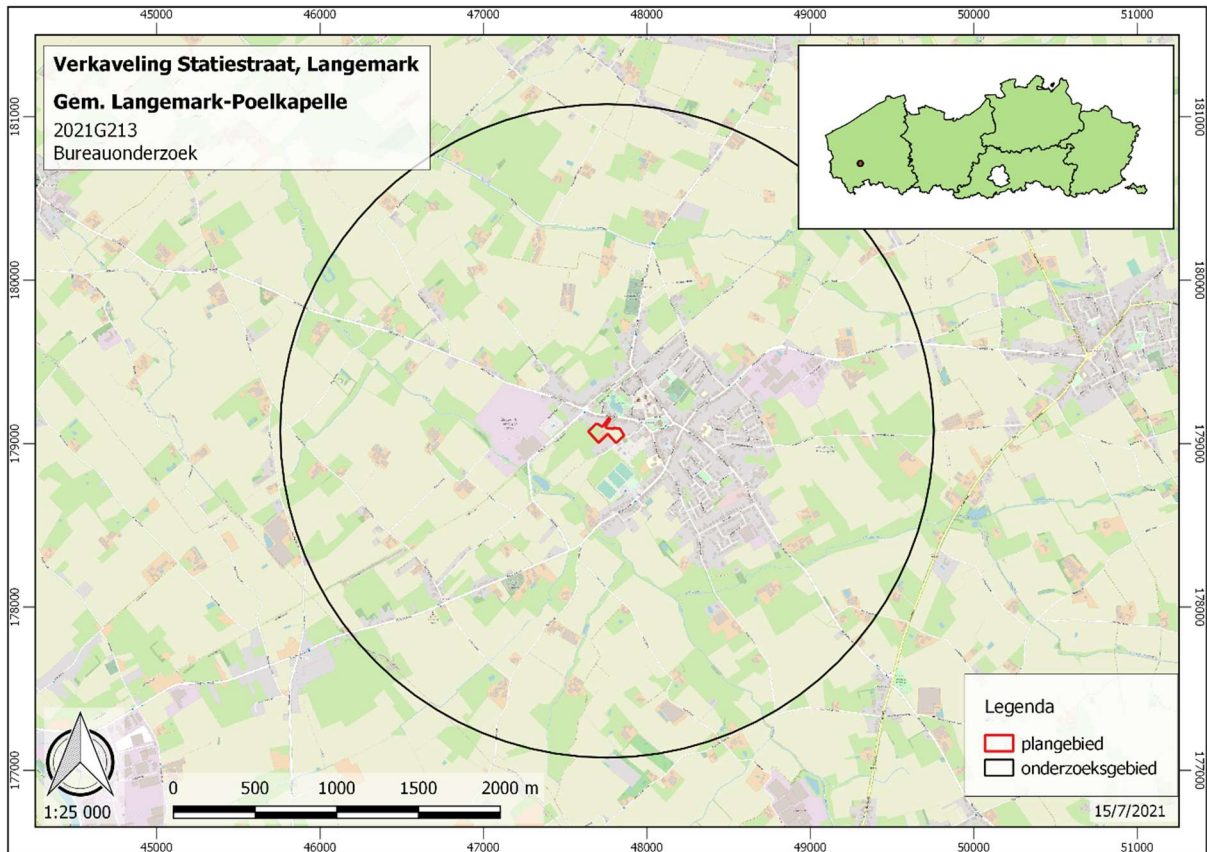 45000 46000 47000 48000 49000 50000 51000
Verkaveling Statiestraat, Langemark
Gem. Langemark-Poelkapelle
2021G213
Bureauonderzoek
181000 181000
180000 180000
179000 179000
178000 178000
177000 177000
Legenda
plangebied
onderzoeksgebied
0 500 1000 1500 2000 m
1:25 000
15/7/2021
45000 46000 47000 48000 49000 50000 51000